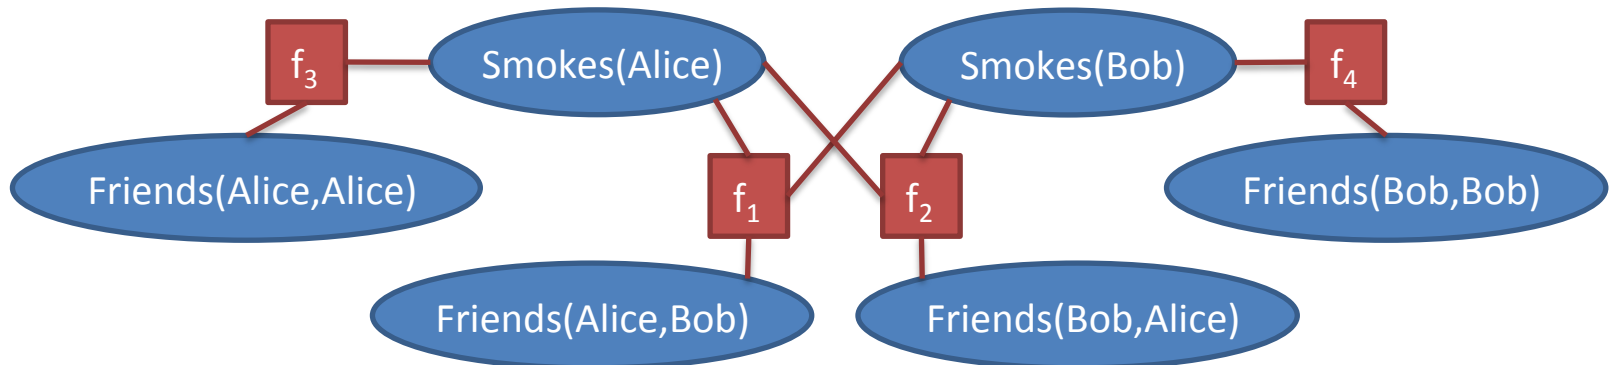 f3
Smokes(Alice)
Smokes(Bob)
f4
Friends(Alice,Alice)
f1
f2
Friends(Bob,Bob)
Friends(Alice,Bob)
Friends(Bob,Alice)